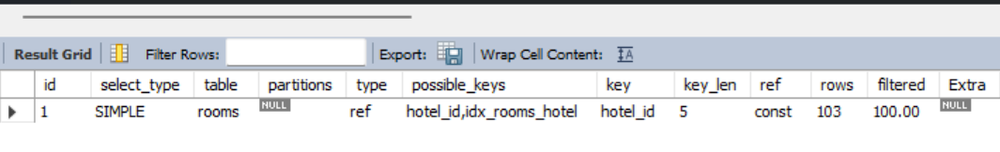 Result Grid Filter Rows: Export: Wrap Cell Content: IA
id select_type table partitions type possible_keys key key_len ref rows filtered Extra
1 SIMPLE rooms NULL ref hotel_id,idx_rooms_hotel hotel_id 5 const 103 100.00 NULL